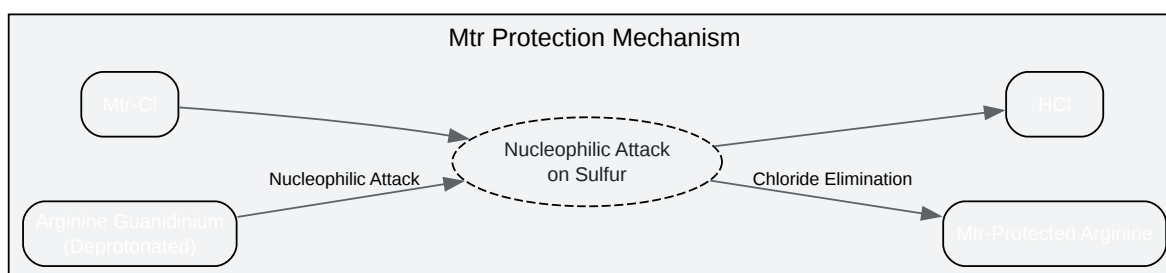 Mtr Protection Mechanism
Mtr-Cl
HCl
Nucleophilic Attack
on Sulfur
Nucleophilic Attack
Chloride Elimination
Arginine Guanidinium
(Deprotonated)
Mtr-Protected Arginine